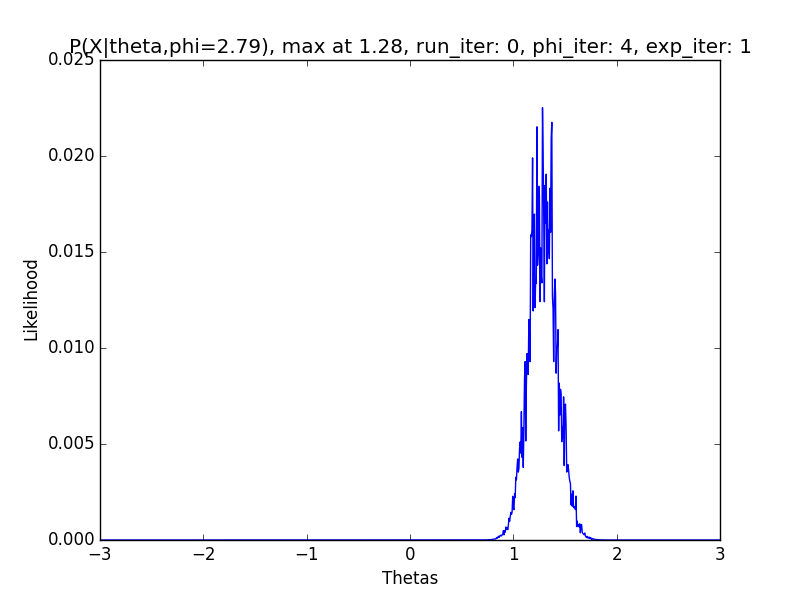 P(X|theta,phi=2.79), max at 1.28, run_iter: 0, phi_iter: 4, exp_iter: 1
0.025
0.020
0.015
0.010
0.005
0.000
Likelihood
−3 −2 −1 0 1 2 3
Thetas